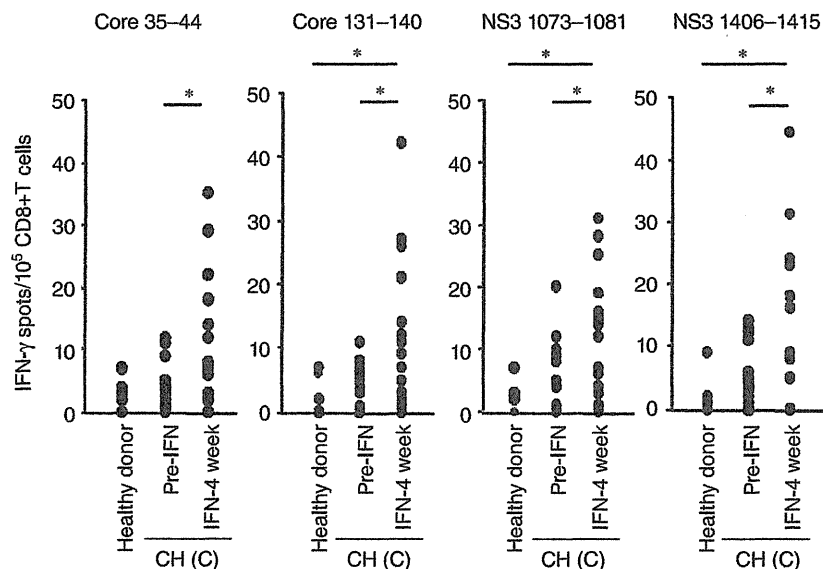 Core 35–44
Core 131–140
NS3 1073–1081
NS3 1406–1415
*
*
*
*
*
*
*
IFN-γ spots/10⁵ CD8+T cells
50
40
30
20
10
0
50
40
30
20
10
0
50
40
30
20
10
0
50
40
30
20
10
0
Healthy donor
Pre-IFN
IFN-4 week
CH (C)
Healthy donor
Pre-IFN
IFN-4 week
CH (C)
Healthy donor
Pre-IFN
IFN-4 week
CH (C)
Healthy donor
Pre-IFN
IFN-4 week
CH (C)